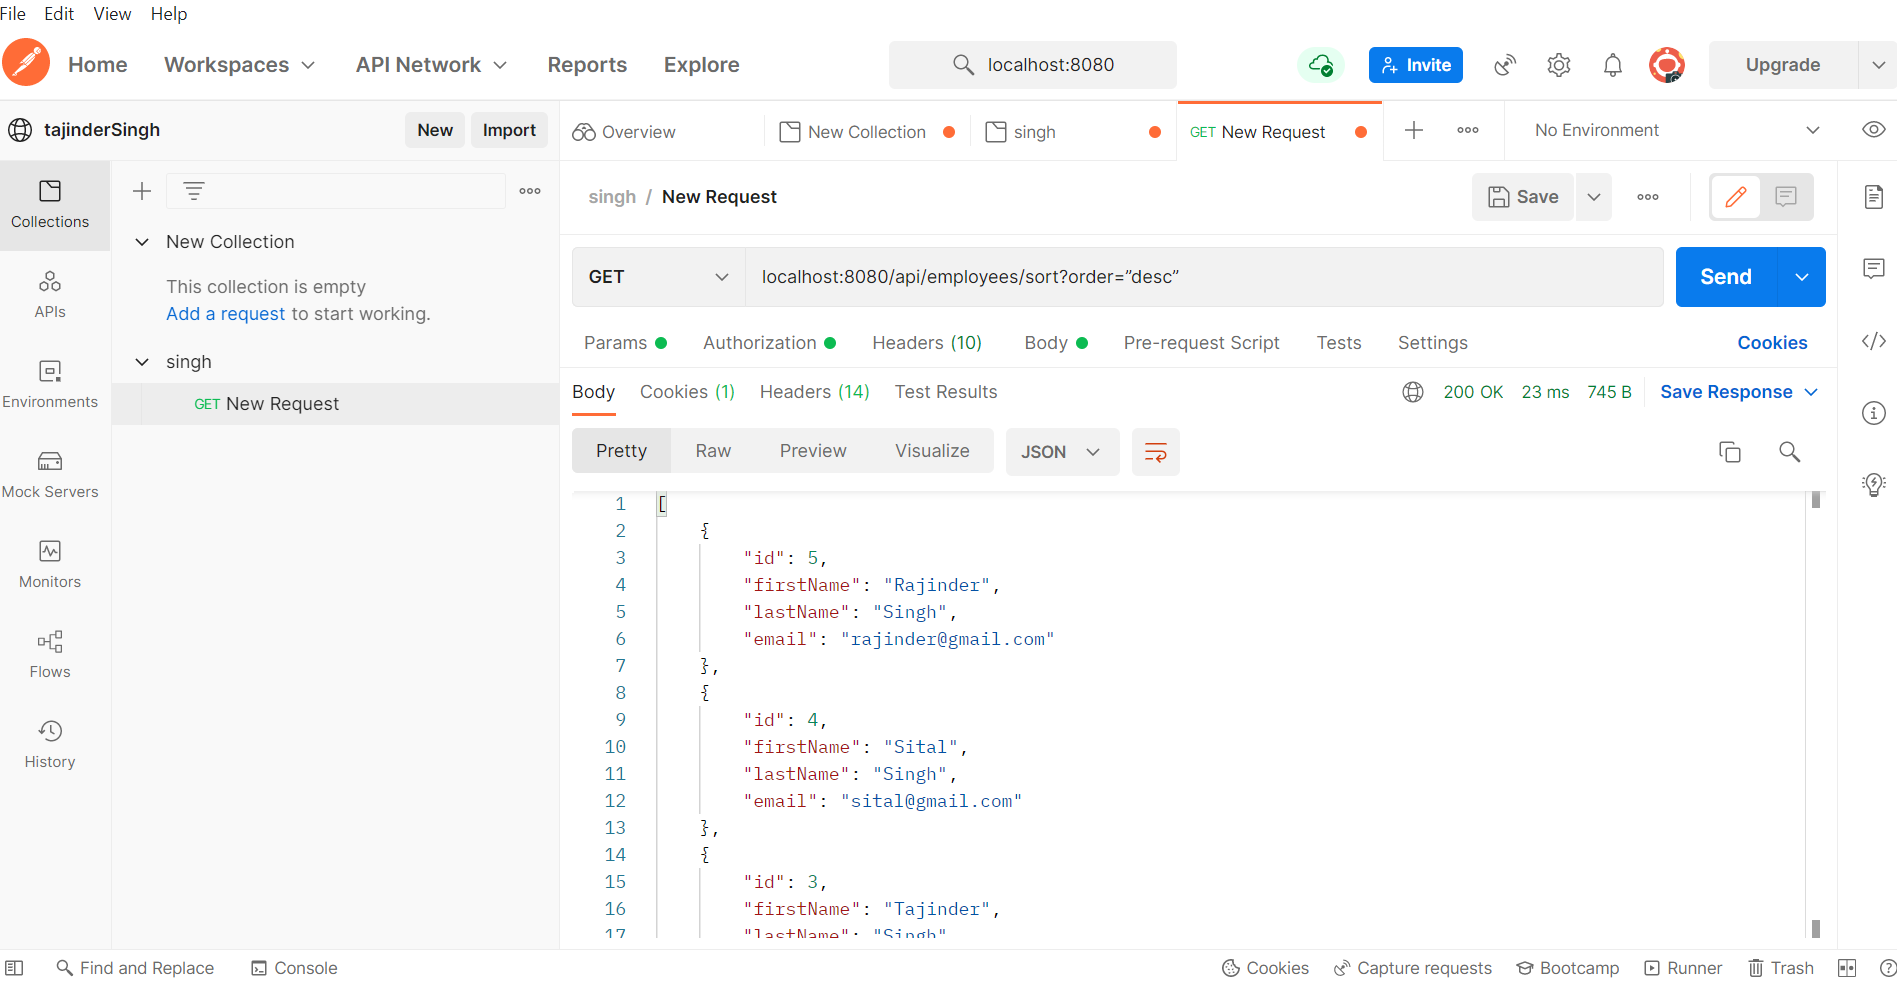 File Edit View Help
Home Workspaces API Network Reports Explore localhost:8080 Invite Upgrade
tajinderSingh New Import Overview New Collection singh GET New Request No Environment
Collections
singh / New Request Save
New Collection
This collection is empty
Add a request to start working.
GET localhost:8080/api/employees/sort?order=”desc” Send
APIs
Params Authorization Headers (10) Body Pre-request Script Tests Settings Cookies
singh
GET New Request
Environments
Body Cookies (1) Headers (14) Test Results 200 OK 23 ms 745 B Save Response
Pretty Raw Preview Visualize JSON
Mock Servers
Monitors
Flows
History
1 [
2 {
3 "id": 5,
4 "firstName": "Rajinder",
5 "lastName": "Singh",
6 "email": "rajinder@gmail.com"
7 },
8 {
9 "id": 4,
10 "firstName": "Sital",
11 "lastName": "Singh",
12 "email": "sital@gmail.com"
13 },
14 {
15 "id": 3,
16 "firstName": "Tajinder",
17 "lastName": "Singh"
Find and Replace Console Cookies Capture requests Bootcamp Runner Trash